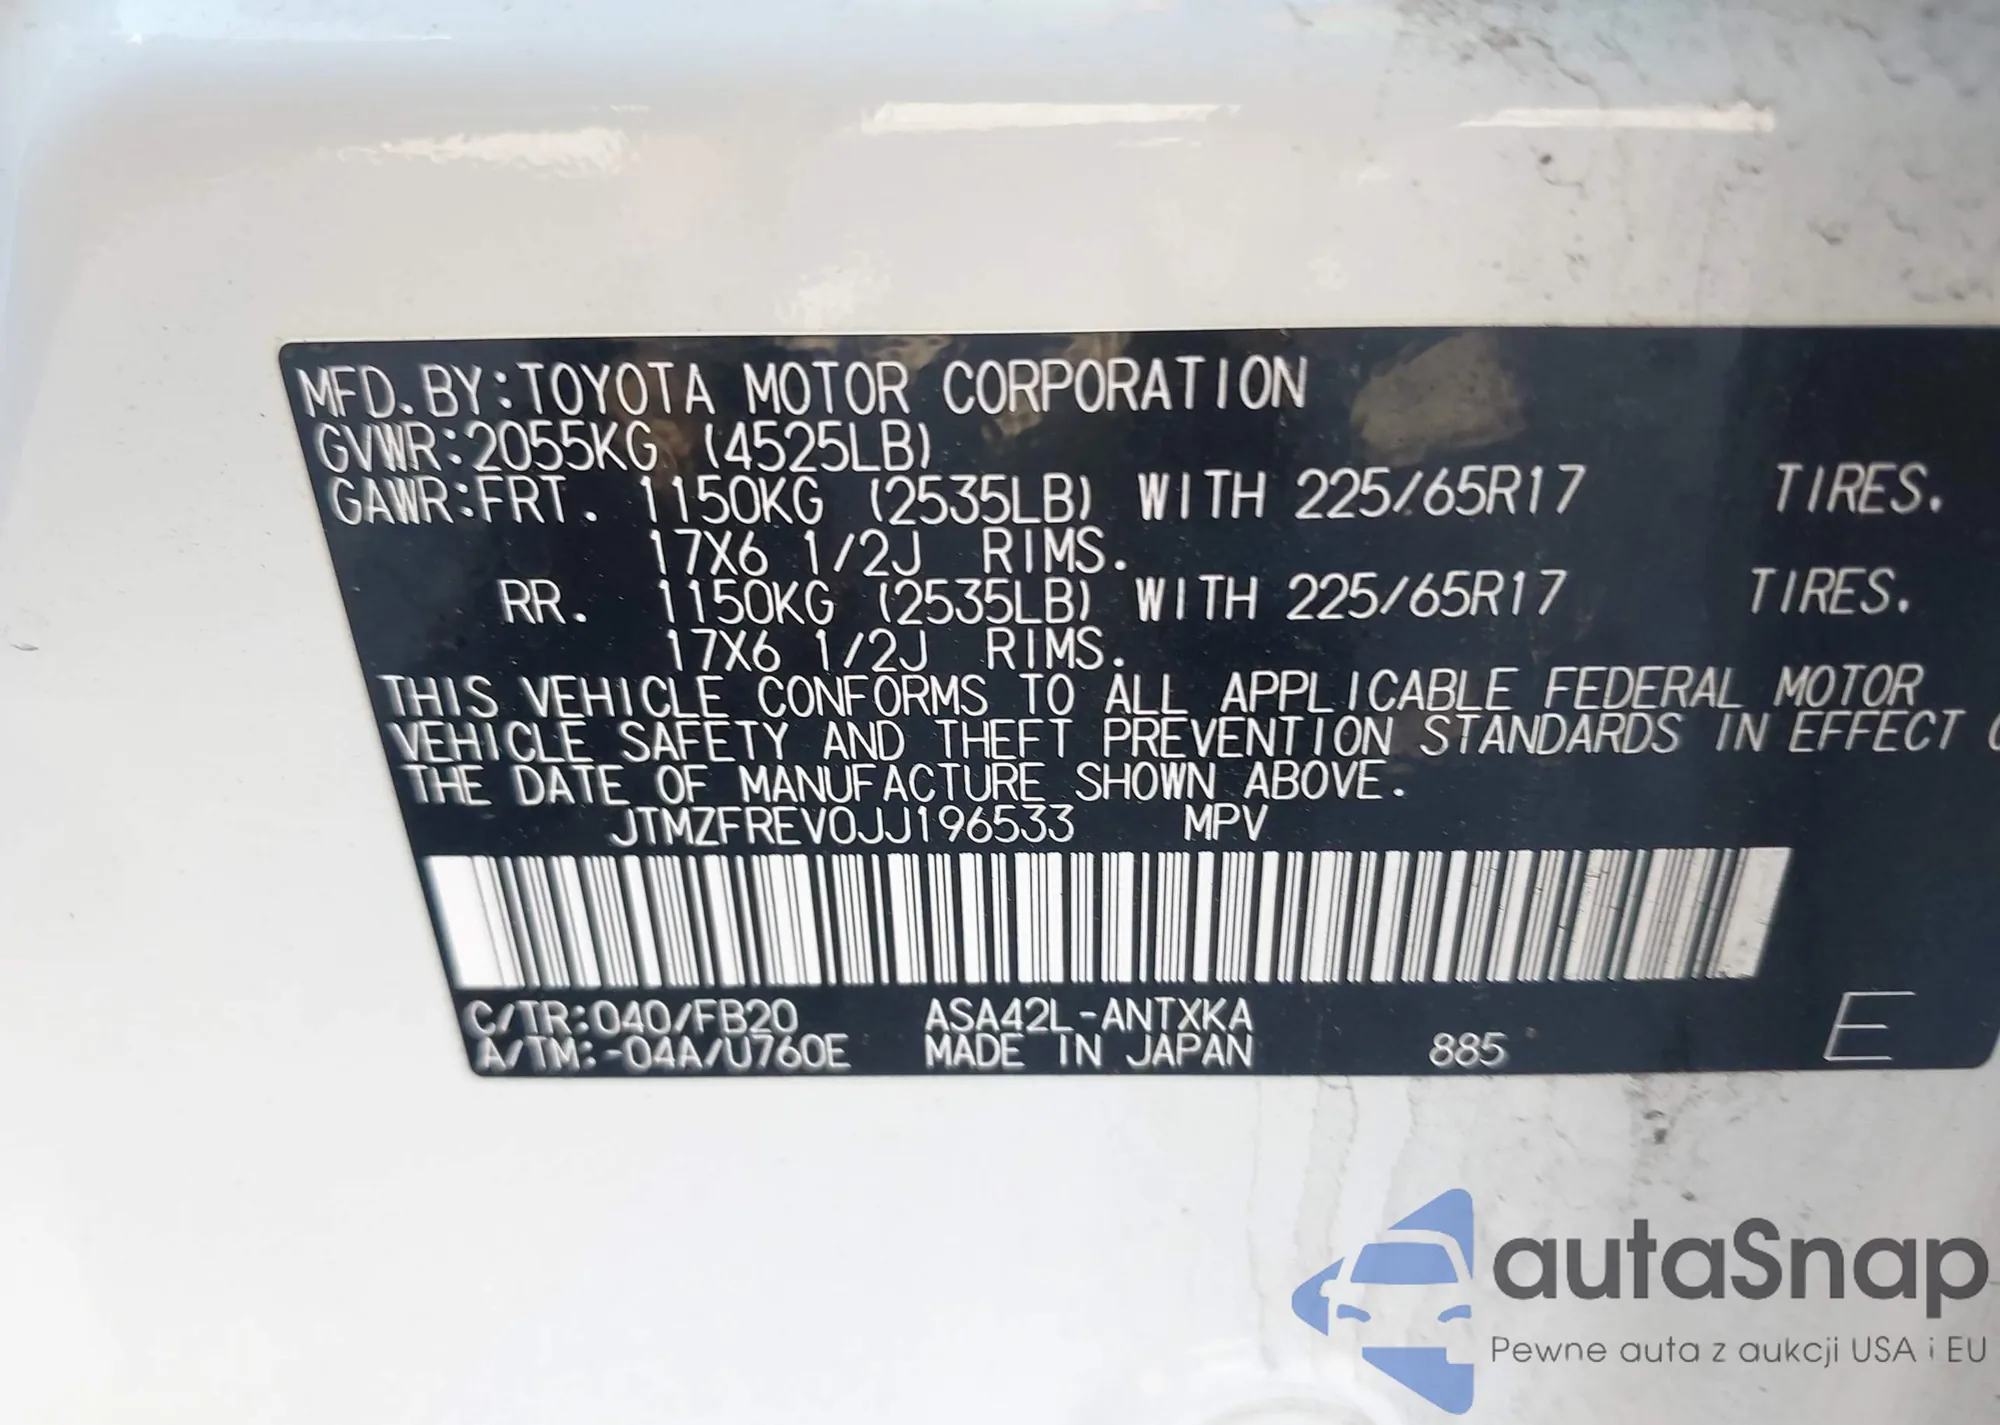 MFD. BY:TOYOTA MOTOR CORPORATION
GVWR:2055KG (4525LB)
GAWR:FRT. 1150KG (2535LB) WITH 225/65R17 TIRES.
17X6 1/2J RIMS.
RR. 1150KG (2535LB) WITH 225/65R17 TIRES.
17X6 1/2J RIMS.
THIS VEHICLE CONFORMS TO ALL APPLICABLE FEDERAL MOTOR
VEHICLE SAFETY AND THEFT PREVENTION STANDARDS IN EFFECT
THE DATE OF MANUFACTURE SHOWN ABOVE.
JTMZFREV0JJ196533 MPV
C/TR:040/FB20 ASA42L-ANTXKA
A/TM:-04A/U760E MADE IN JAPAN 885 E
autaSnap
Pewne auta z aukcji USA i EU